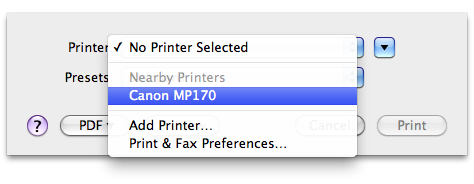 Printer ✓ No Printer Selected
Presets Nearby Printers
Canon MP170
? PDF Add Printer... Cancel Print
Print & Fax Preferences...